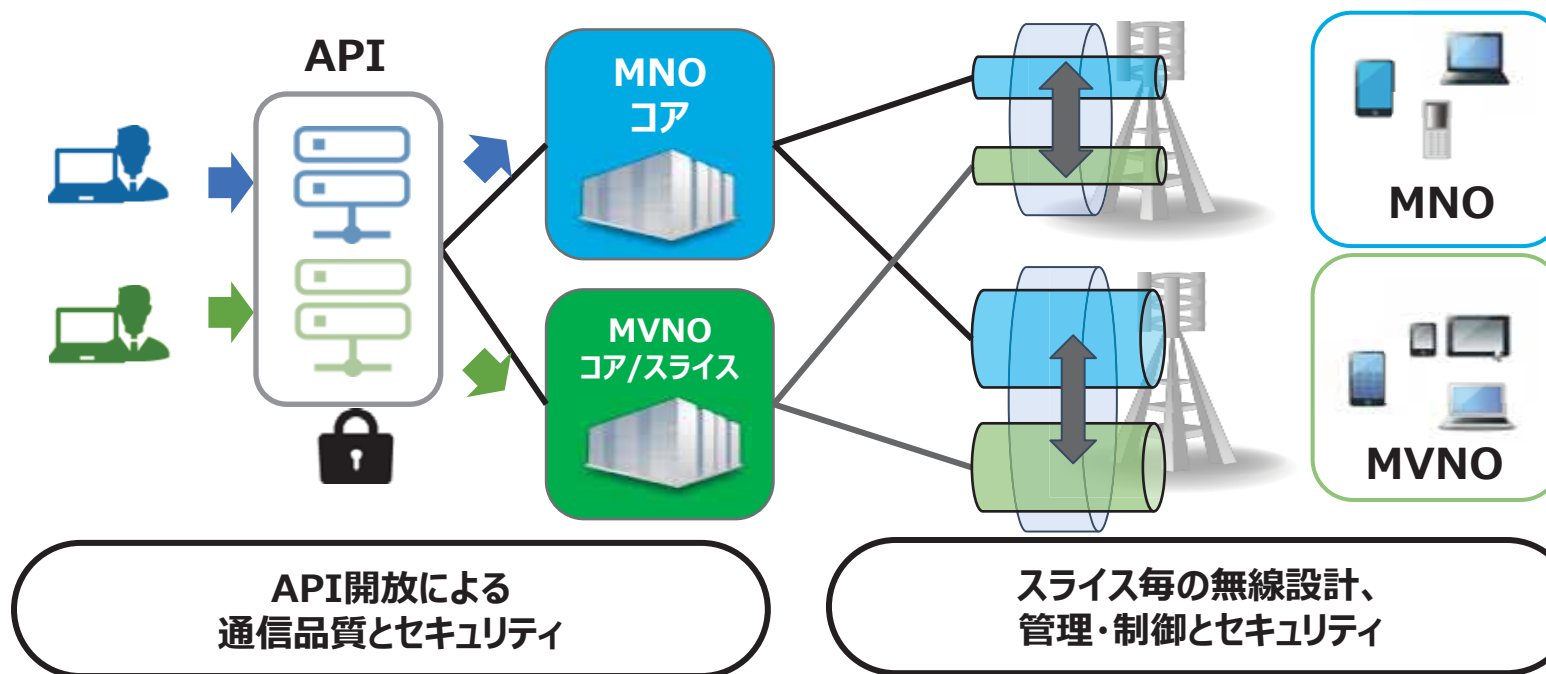 API
MNO
コア
MVNO
コア/スライス
MNO
MVNO
API開放による
通信品質とセキュリティ
スライス毎の無線設計、
管理・制御とセキュリティ